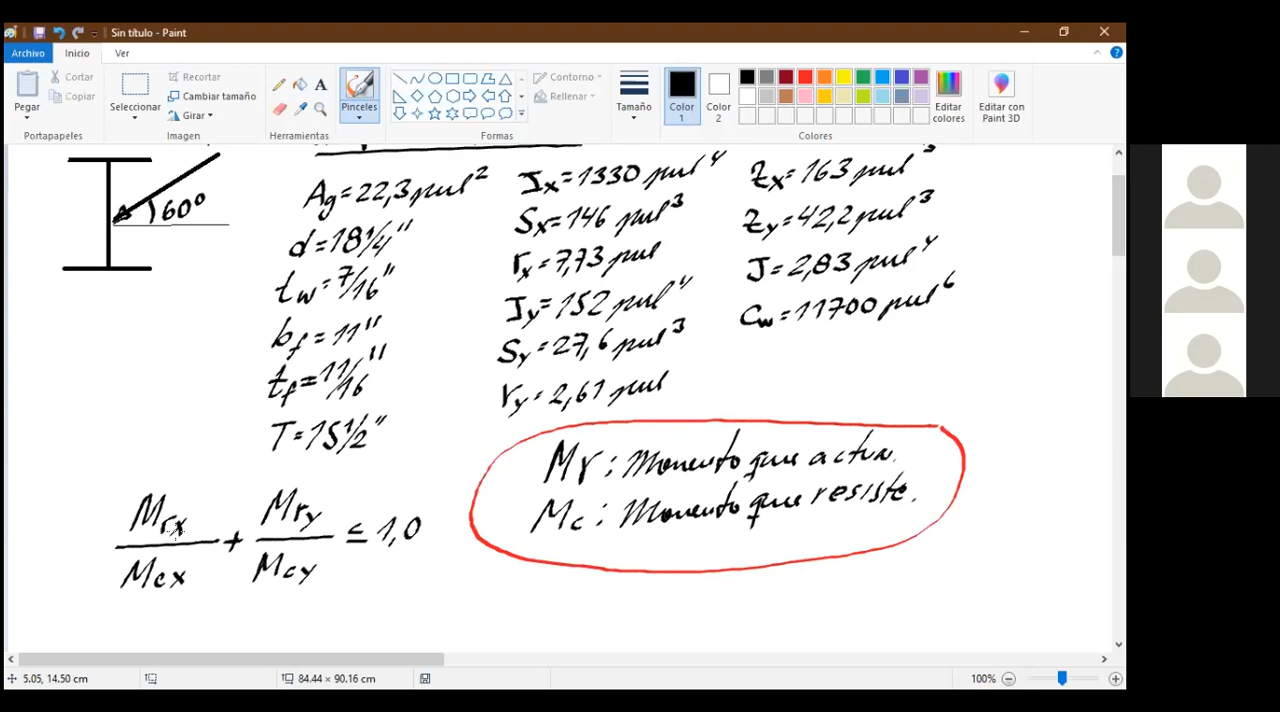 Sin título - Paint
Archivo Inicio Ver
Pegar
Cortar
Copiar
Portapapeles
Seleccionar
Recortar
Cambiar tamaño
Girar
Imagen
A
Herramientas
Pinceles
Contorno
Rellenar
Formas
Tamaño
Color 1
Color 2
Editar colores
Editar con Paint 3D
Colores
60°
Ag=22,3 pul²
d=18 1/4"
tw=7/16"
bf=11"
tf=11/16"
T=15 1/2"
Ix=1330 pul⁴
Sx=146 pul³
rx=7,73 pul
Iy=152 pul⁴
Sy=27,6 pul³
ry=2,61 pul
Zx=163 pul³
Zy=42,2 pul³
J=2,83 pul⁴
Cw=11700 pul⁶
Mr: Momento que actua.
Mc: Momento que resiste.
Mrx/Mcx + Mry/Mcy ≤ 1,0
5.05, 14.50 cm
84.44 × 90.16 cm
100%